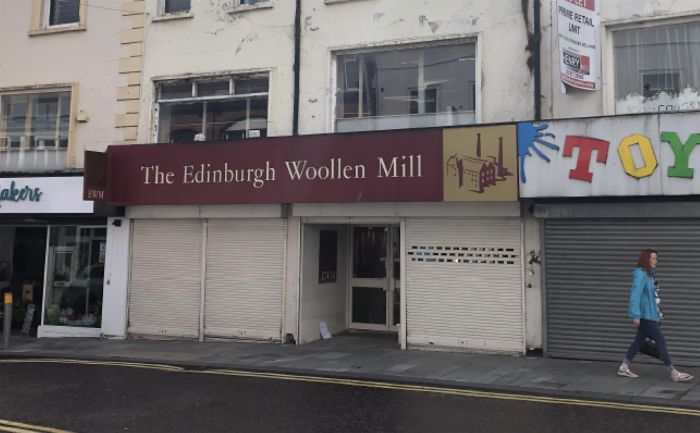 PRIME RETAIL
UNIT
akers
EWM
The Edinburgh Woollen Mill
TOY
EWM